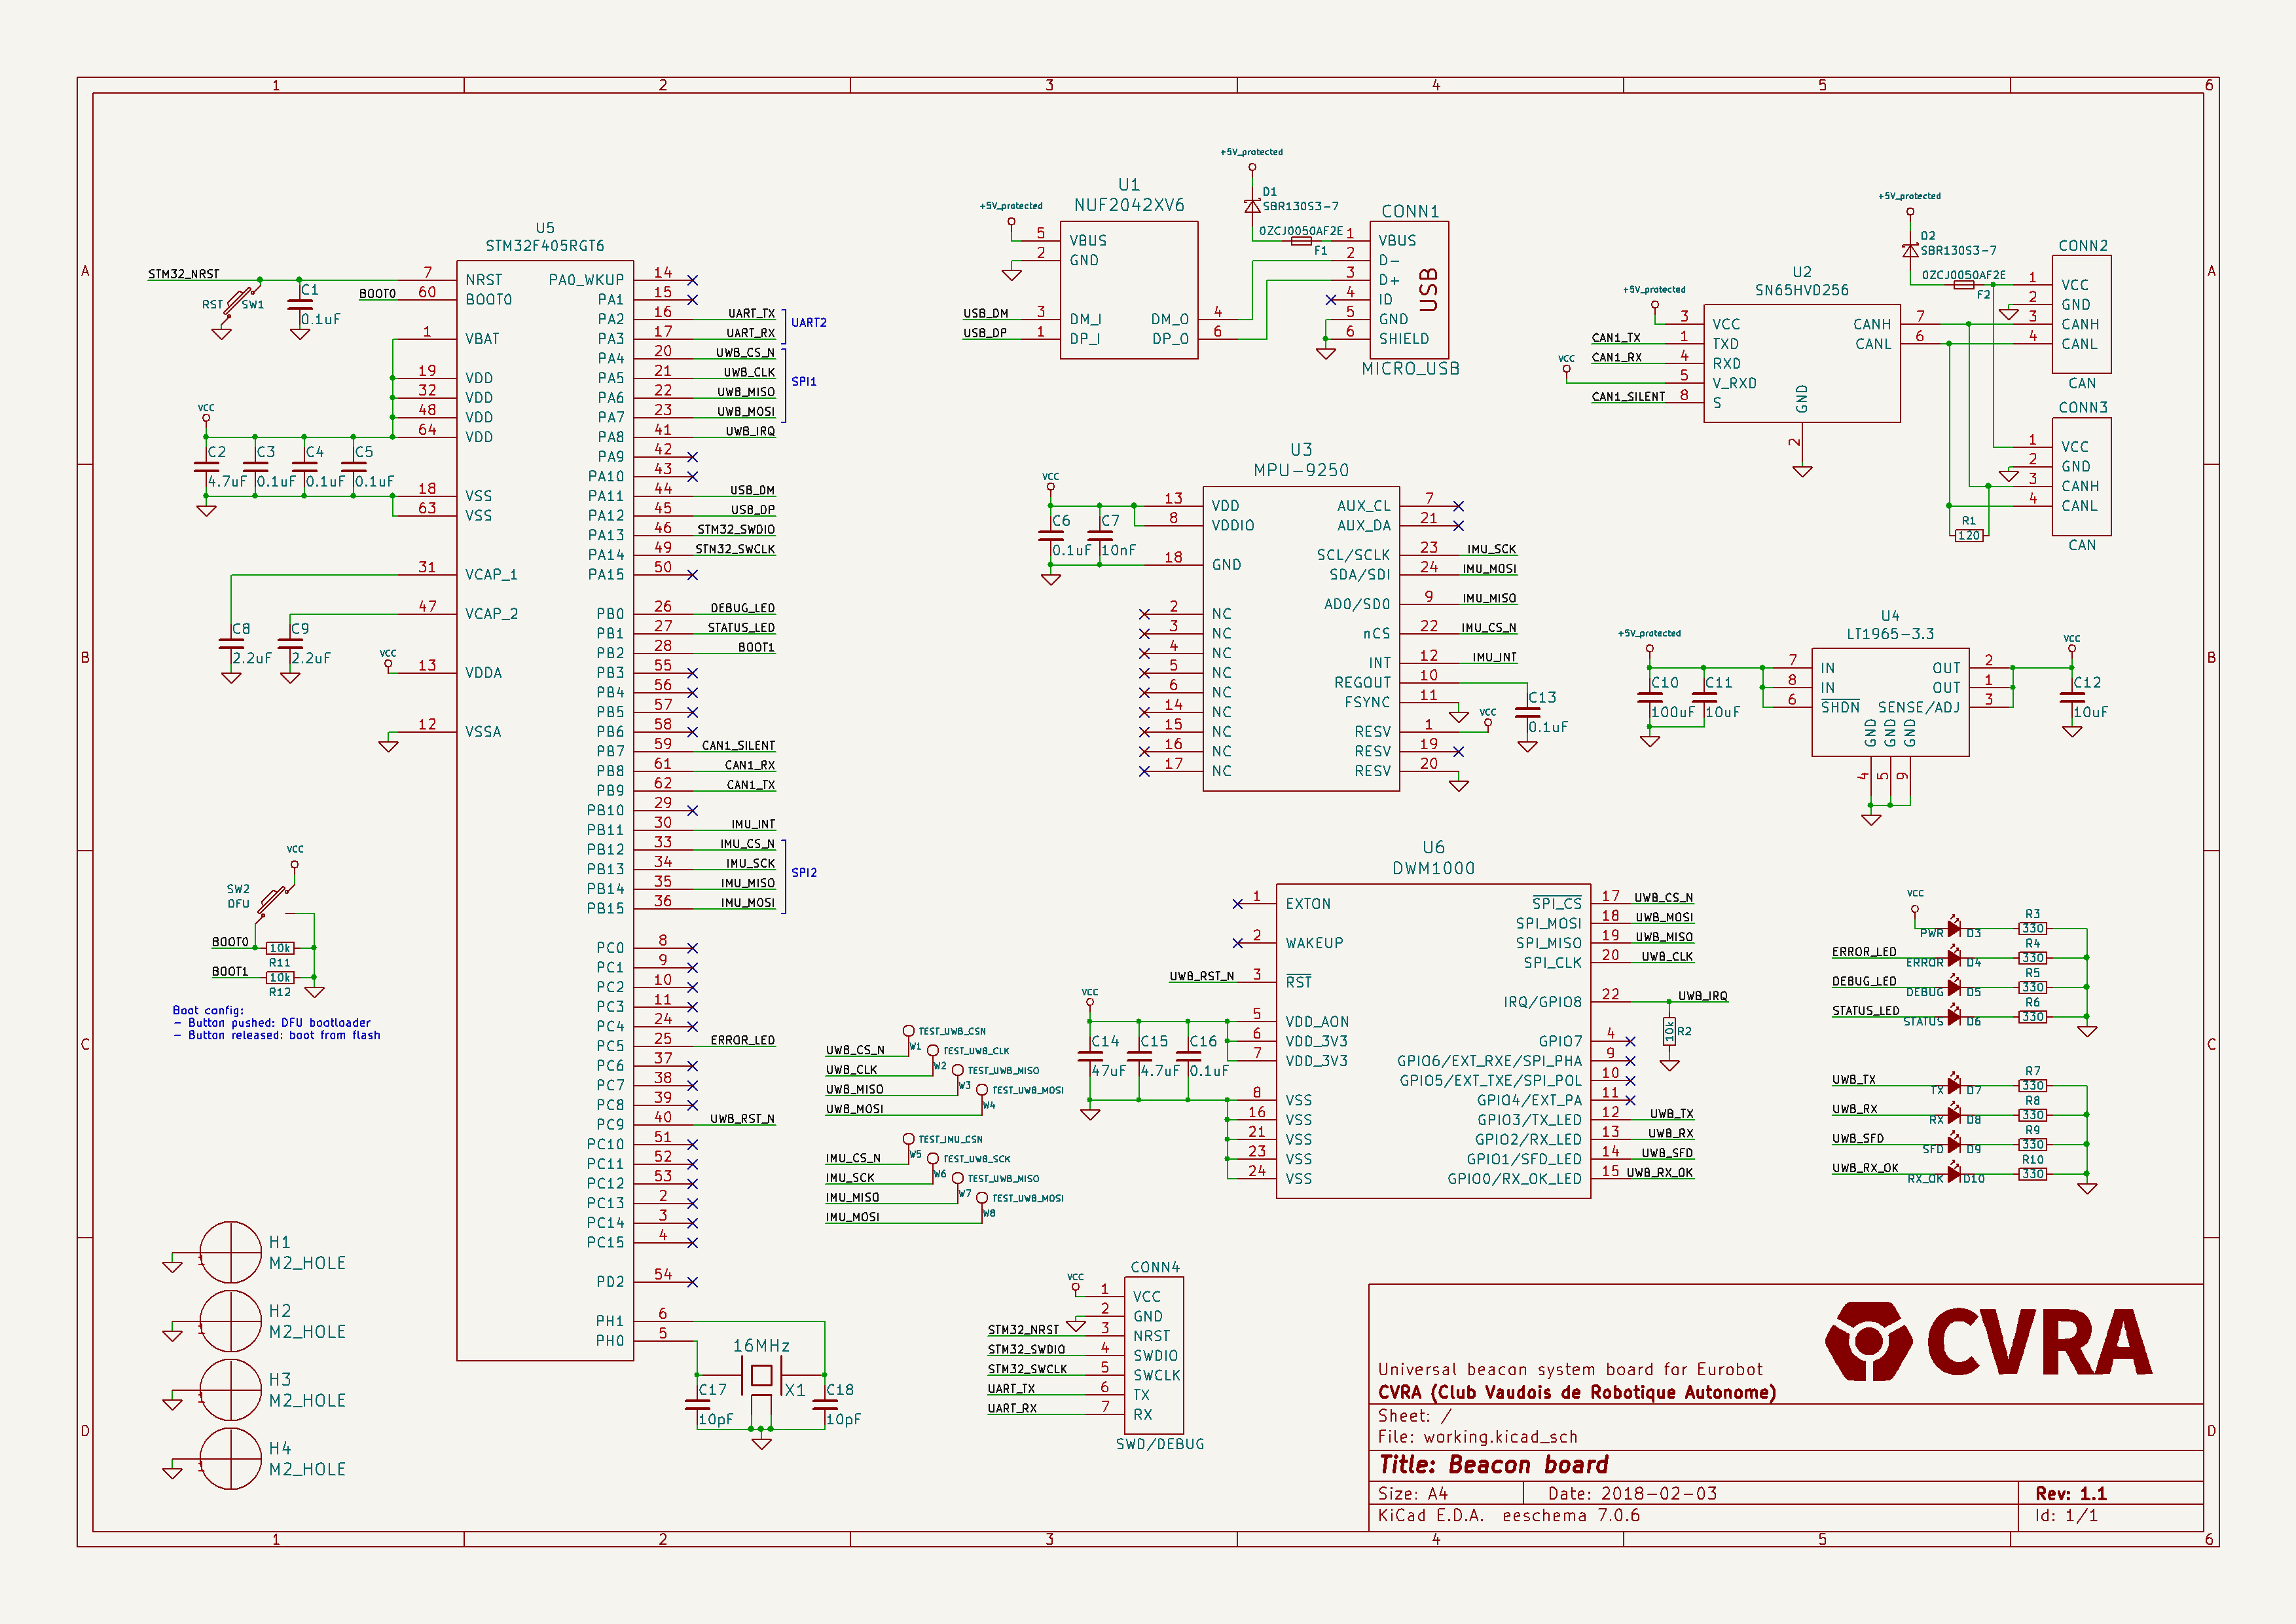 1 2 3 4 5 6
A
B
C
D
U5
STM32F405RGT6
STM32_NRST
RST SW1
C1
0.1uF
BOOT0
7 NRST
60 BOOT0
1 VBAT
19 VDD
32 VDD
48 VDD
64 VDD
VCC
C2 C3 C4 C5
4.7uF 0.1uF 0.1uF 0.1uF
18 VSS
63 VSS
31 VCAP_1
47 VCAP_2
C8 C9
2.2uF 2.2uF
VCC
13 VDDA
12 VSSA
PA0_WKUP 14
PA1 15
PA2 16 UART_TX
PA3 17 UART_RX
UART2
PA4 20 UWB_CS_N
PA5 21 UWB_CLK
PA6 22 UWB_MISO
PA7 23 UWB_MOSI
SPI1
PA8 41 UWB_IRQ
PA9 42
PA10 43
PA11 44 USB_DM
PA12 45 USB_DP
PA13 46 STM32_SWDIO
PA14 49 STM32_SWCLK
PA15 50
PB0 26 DEBUG_LED
PB1 27 STATUS_LED
PB2 28 BOOT1
PB3 55
PB4 56
PB5 57
PB6 58
PB7 59 CAN1_SILENT
PB8 61 CAN1_RX
PB9 62 CAN1_TX
PB10 29
PB11 30 IMU_INT
PB12 33 IMU_CS_N
PB13 34 IMU_SCK
PB14 35 IMU_MISO
PB15 36 IMU_MOSI
SPI2
PC0 8
PC1 9
PC2 10
PC3 11
PC4 24
PC5 25 ERROR_LED
PC6 37
PC7 38
PC8 39
PC9 40 UWB_RST_N
PC10 51
PC11 52
PC12 53
PC13 2
PC14 3
PC15 4
PD2 54
PH1 6
PH0 5
16MHz
X1
C17 C18
10pF 10pF
VCC
SW2
DFU
BOOT0
10k
R11
BOOT1
10k
R12
Boot config:
- Button pushed: DFU bootloader
- Button released: boot from flash
H1
M2_HOLE
1
H2
M2_HOLE
1
H3
M2_HOLE
1
H4
M2_HOLE
1
U1
NUF2042XV6
+5V_protected
5 VBUS
2 GND
USB_DM 3 DM_I DM_O 4
USB_DP 1 DP_I DP_O 6
+5V_protected
D1
SBR130S3-7
0ZCJ0050AF2E
F1
CONN1
1 VBUS
2 D-
3 D+
4 ID
5 GND
6 SHIELD
USB
MICRO_USB
U2
SN65HVD256
+5V_protected
3 VCC
CAN1_TX 1 TXD
CAN1_RX 4 RXD
VCC
5 V_RXD
CAN1_SILENT 8 S
GND
2
CANH 7
CANL 6
+5V_protected
D2
SBR130S3-7
0ZCJ0050AF2E
F2
CONN2
1 VCC
2 GND
3 CANH
4 CANL
CAN
CONN3
1 VCC
2 GND
3 CANH
4 CANL
CAN
R1
120
U3
MPU-9250
VCC
C6 C7
0.1uF 10nF
13 VDD
8 VDDIO
18 GND
2 NC
3 NC
4 NC
5 NC
6 NC
14 NC
15 NC
16 NC
17 NC
AUX_CL 7
AUX_DA 21
SCL/SCLK 23 IMU_SCK
SDA/SDI 24 IMU_MOSI
AD0/SD0 9 IMU_MISO
nCS 22 IMU_CS_N
INT 12 IMU_INT
REGOUT 10
FSYNC 11
RESV 1
RESV 19
RESV 20
VCC
C13
0.1uF
U4
LT1965-3.3
+5V_protected
C10 C11
100uF 10uF
7 IN
8 IN
6 SHDN
OUT 2
OUT 1
SENSE/ADJ 3
GND GND GND
4 5 9
VCC
C12
10uF
U6
DWM1000
1 EXTON
2 WAKEUP
UWB_RST_N 3 RST
VCC
C14 C15 C16
47uF 4.7uF 0.1uF
5 VDD_AON
6 VDD_3V3
7 VDD_3V3
8 VSS
16 VSS
21 VSS
23 VSS
24 VSS
SPI_CS 17 UWB_CS_N
SPI_MOSI 18 UWB_MOSI
SPI_MISO 19 UWB_MISO
SPI_CLK 20 UWB_CLK
IRQ/GPIO8 22 UWB_IRQ
10k R2
GPIO7 4
GPIO6/EXT_RXE/SPI_PHA 9
GPIO5/EXT_TXE/SPI_POL 10
GPIO4/EXT_PA 11
GPIO3/TX_LED 12 UWB_TX
GPIO2/RX_LED 13 UWB_RX
GPIO1/SFD_LED 14 UWB_SFD
GPIO0/RX_OK_LED 15 UWB_RX_OK
TEST_UWB_CSN
UWB_CS_N W1
TEST_UWB_CLK
UWB_CLK W2
TEST_UWB_MISO
UWB_MISO W3
TEST_UWB_MOSI
UWB_MOSI W4
TEST_IMU_CSN
IMU_CS_N W5
TEST_UWB_SCK
IMU_SCK W6
TEST_UWB_MISO
IMU_MISO W7
TEST_UWB_MOSI
IMU_MOSI W8
VCC
PWR D3 R3 330
ERROR_LED ERROR D4 R4 330
DEBUG_LED DEBUG D5 R5 330
STATUS_LED STATUS D6 R6 330
UWB_TX TX D7 R7 330
UWB_RX RX D8 R8 330
UWB_SFD SFD D9 R9 330
UWB_RX_OK RX_OK D10 R10 330
CONN4
VCC
1 VCC
2 GND
STM32_NRST 3 NRST
STM32_SWDIO 4 SWDIO
STM32_SWCLK 5 SWCLK
UART_TX 6 TX
UART_RX 7 RX
SWD/DEBUG
CVRA
Universal beacon system board for Eurobot
CVRA (Club Vaudois de Robotique Autonome)
Sheet: /
File: working.kicad_sch
Title: Beacon board
Size: A4 Date: 2018-02-03 Rev: 1.1
KiCad E.D.A. eeschema 7.0.6 Id: 1/1
1 2 3 4 5 6
A
B
C
D